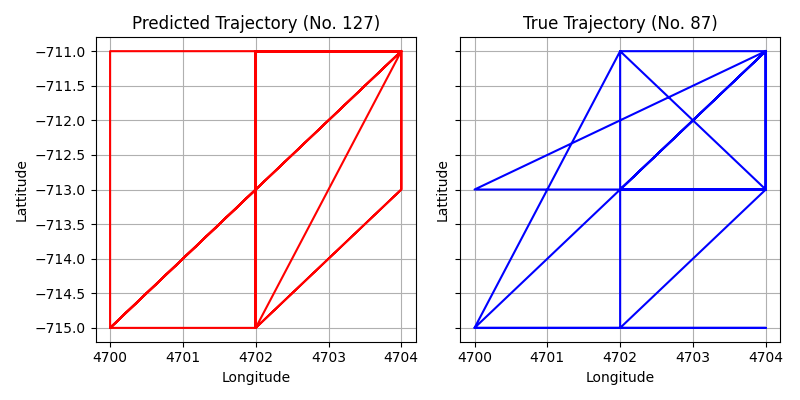 Predicted Trajectory (No. 127)
True Trajectory (No. 87)
−711.0
−711.5
−712.0
−712.5
−713.0
−713.5
−714.0
−714.5
−715.0
Lattitude
Lattitude
4700 4701 4702 4703 4704
4700 4701 4702 4703 4704
Longitude
Longitude